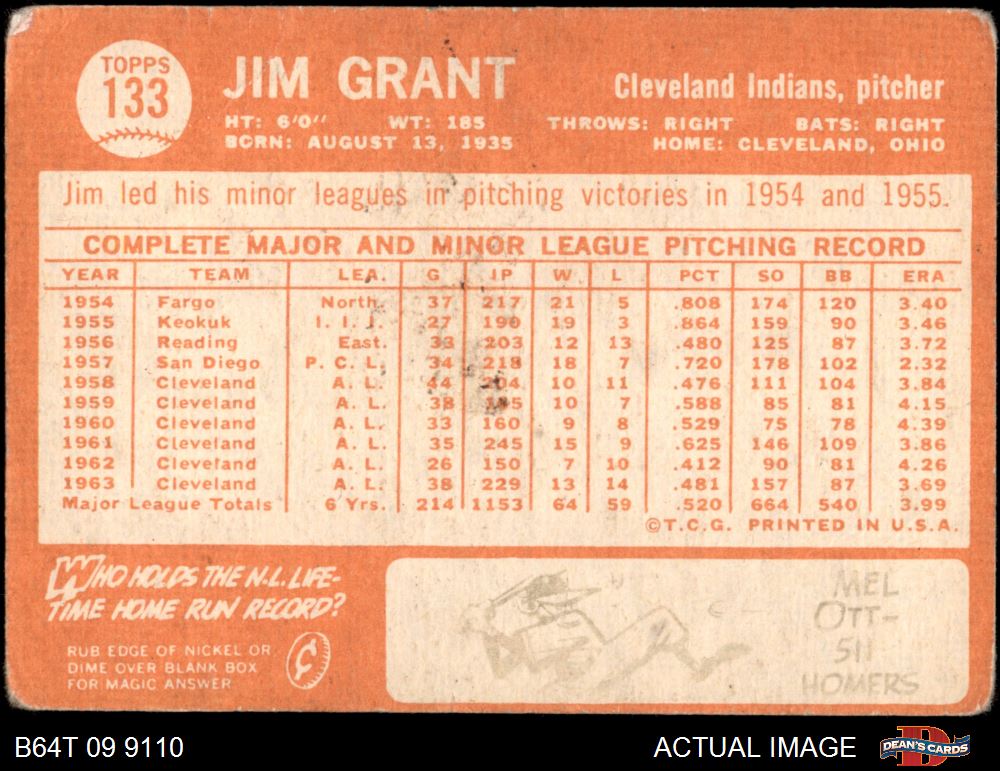 TOPPS
133
JIM GRANT
Cleveland Indians, pitcher
HT: 6'0" WT: 185 THROWS: RIGHT BATS: RIGHT
BORN: AUGUST 13, 1935 HOME: CLEVELAND, OHIO
Jim led his minor leagues in pitching victories in 1954 and 1955.
COMPLETE MAJOR AND MINOR LEAGUE PITCHING RECORD
YEAR TEAM LEA. G IP W L PCT SO BB ERA
1954 Fargo North. 37 217 21 5 .808 174 120 3.40
1955 Keokuk I. I. I. 27 190 19 3 .864 159 90 3.46
1956 Reading East. 33 203 12 13 .480 125 87 3.72
1957 San Diego P. C. L. 34 218 18 7 .720 178 102 2.32
1958 Cleveland A. L. 44 204 10 11 .476 111 104 3.84
1959 Cleveland A. L. 38 10 7 .588 85 81 4.15
1960 Cleveland A. L. 33 160 9 8 .529 75 78 4.39
1961 Cleveland A. L. 35 245 15 9 .625 146 109 3.86
1962 Cleveland A. L. 26 150 7 10 .412 90 81 4.26
1963 Cleveland A. L. 38 229 13 14 .481 157 87 3.69
Major League Totals 6 Yrs. 214 1153 64 59 .520 664 540 3.99
©T.C.G. PRINTED IN U.S.A.
WHO HOLDS THE N.L. LIFE-
TIME HOME RUN RECORD?
RUB EDGE OF NICKEL OR
DIME OVER BLANK BOX
FOR MAGIC ANSWER
MEL
OTT-
511
HOMERS
B64T 09 9110 ACTUAL IMAGE DEAN'S CARDS